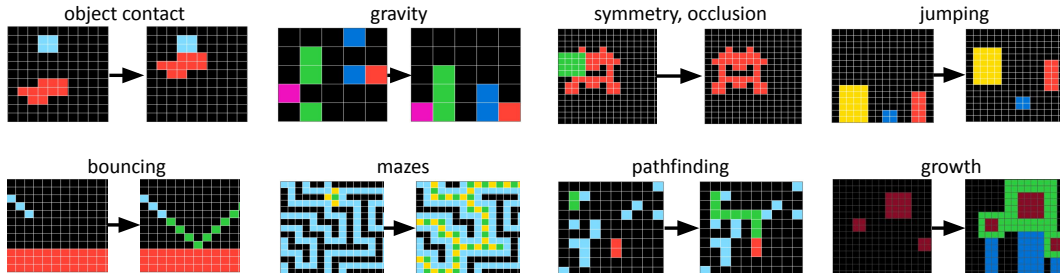 object contact
gravity
symmetry, occlusion
jumping
bouncing
mazes
pathfinding
growth